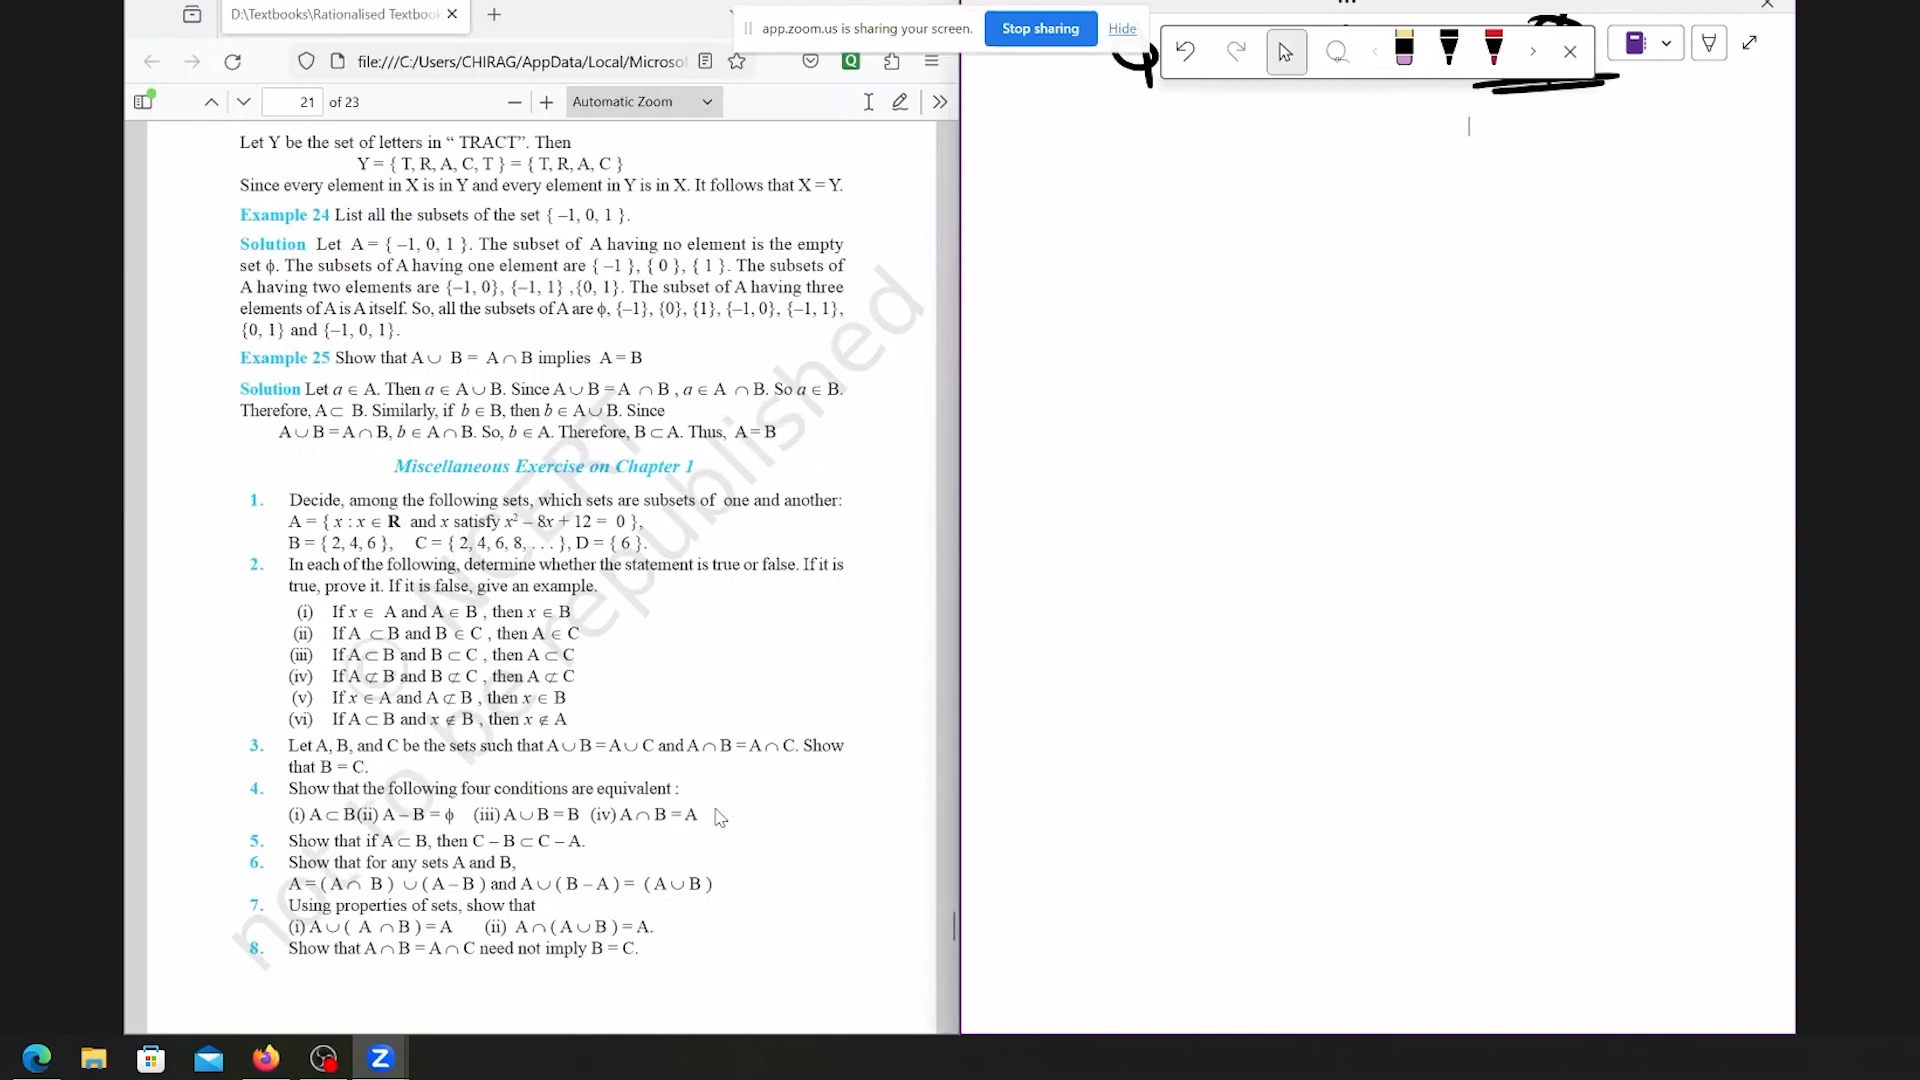 D:\Textbooks\Rationalised Textbook
app.zoom.us is sharing your screen.
Stop sharing
Hide
file:///C:/Users/CHIRAG/AppData/Local/Microso
21 of 23
Automatic Zoom
Let Y be the set of letters in “ TRACT”. Then
Y = { T, R, A, C, T } = { T, R, A, C }
Since every element in X is in Y and every element in Y is in X. It follows that X = Y.
Example 24 List all the subsets of the set { –1, 0, 1 }.
Solution Let A = { –1, 0, 1 }. The subset of A having no element is the empty
set ϕ. The subsets of A having one element are { –1 }, { 0 }, { 1 }. The subsets of
A having two elements are {–1, 0}, {–1, 1} ,{0, 1}. The subset of A having three
elements of A is A itself. So, all the subsets of A are ϕ, {–1}, {0}, {1}, {–1, 0}, {–1, 1},
{0, 1} and {–1, 0, 1}.
Example 25 Show that A ∪ B = A ∩ B implies A = B
Solution Let a ∈ A. Then a ∈ A ∪ B. Since A ∪ B = A ∩ B , a ∈ A ∩ B. So a ∈ B.
Therefore, A ⊂ B. Similarly, if b ∈ B, then b ∈ A ∪ B. Since
A ∪ B = A ∩ B, b ∈ A ∩ B. So, b ∈ A. Therefore, B ⊂ A. Thus, A = B
Miscellaneous Exercise on Chapter 1
1. Decide, among the following sets, which sets are subsets of one and another:
A = { x : x ∈ R and x satisfy x² – 8x + 12 = 0 },
B = { 2, 4, 6 }, C = { 2, 4, 6, 8, . . . }, D = { 6 }.
2. In each of the following, determine whether the statement is true or false. If it is
true, prove it. If it is false, give an example.
(i) If x ∈ A and A ∈ B , then x ∈ B
(ii) If A ⊂ B and B ∈ C , then A ∈ C
(iii) If A ⊂ B and B ⊂ C , then A ⊂ C
(iv) If A ⊄ B and B ⊄ C , then A ⊄ C
(v) If x ∈ A and A ⊄ B , then x ∈ B
(vi) If A ⊂ B and x ∉ B , then x ∉ A
3. Let A, B, and C be the sets such that A ∪ B = A ∪ C and A ∩ B = A ∩ C. Show
that B = C.
4. Show that the following four conditions are equivalent :
(i) A ⊂ B(ii) A – B = ϕ (iii) A ∪ B = B (iv) A ∩ B = A
5. Show that if A ⊂ B, then C – B ⊂ C – A.
6. Show that for any sets A and B,
A = ( A ∩ B ) ∪ ( A – B ) and A ∪ ( B – A ) = ( A ∪ B )
7. Using properties of sets, show that
(i) A ∪ ( A ∩ B ) = A (ii) A ∩ ( A ∪ B ) = A.
8. Show that A ∩ B = A ∩ C need not imply B = C.
© NCERT
not to be republished